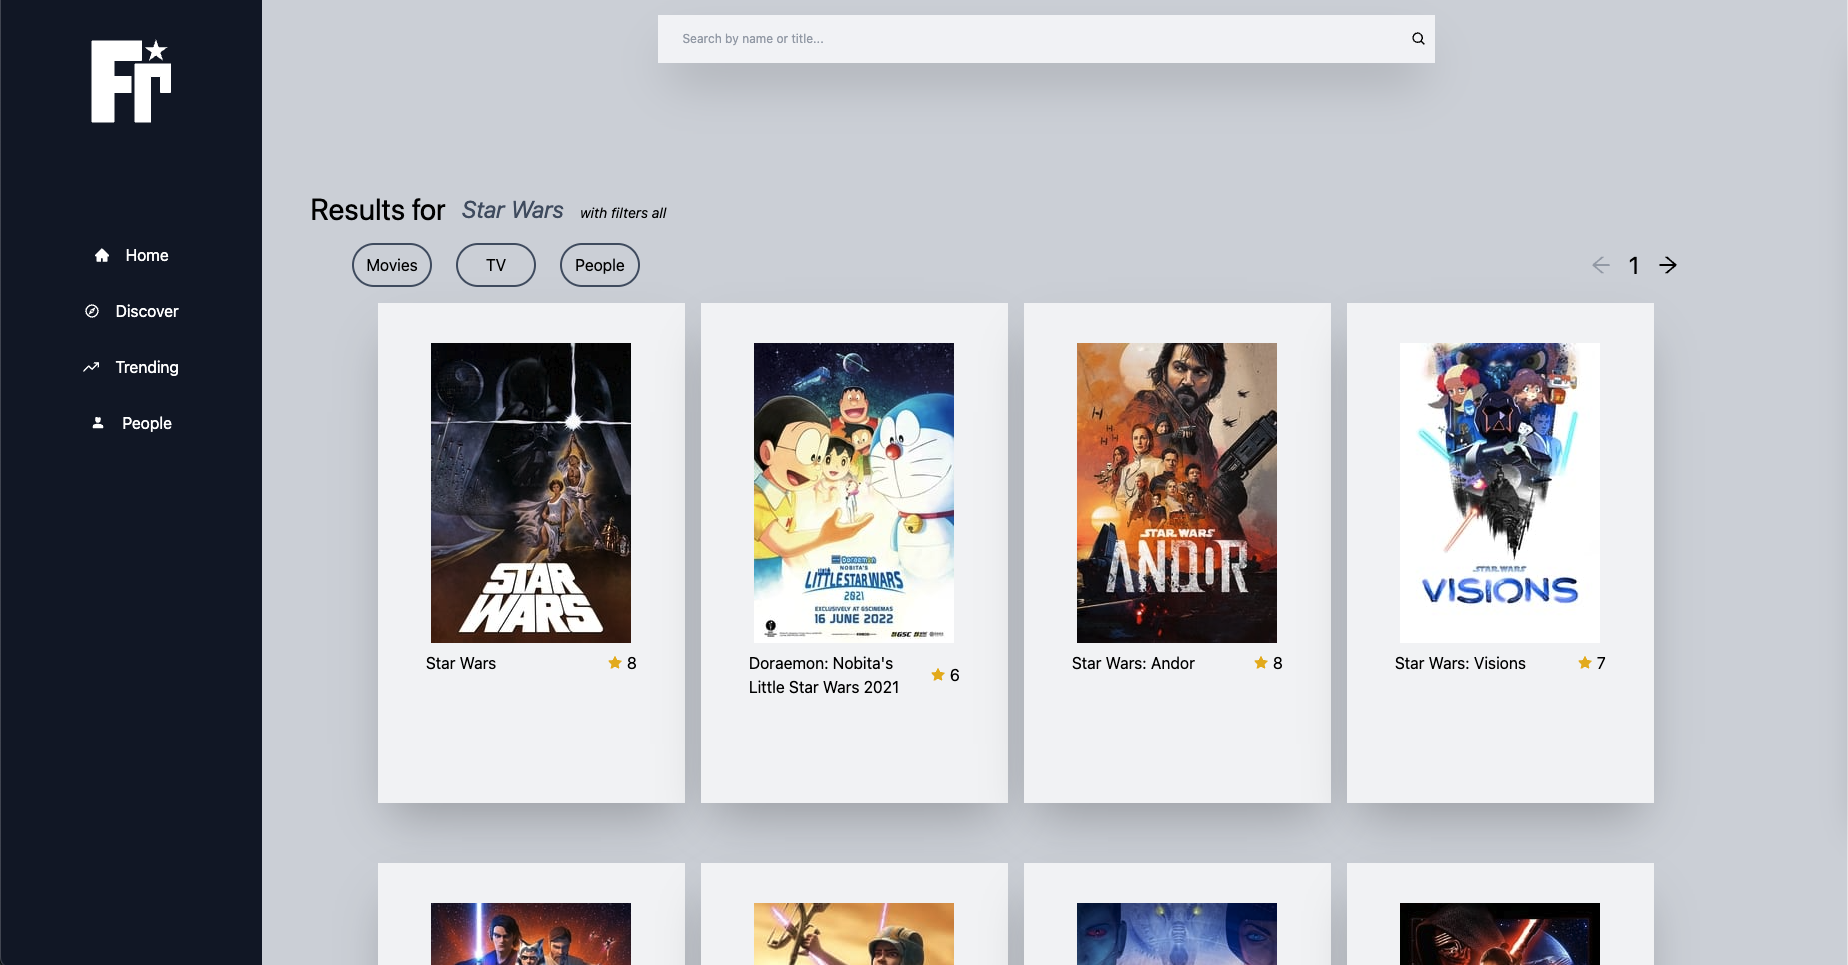 Fr
Search by name or title...
Home
Discover
Trending
People
Results for Star Wars with filters all
Movies
TV
People
1
STAR
WARS
Star Wars
8
Doraemon
NOBITA'S
LITTLE STAR WARS
2021
EXCLUSIVELY AT GSCINEMAS
16 JUNE 2022
GSC
Doraemon: Nobita's
Little Star Wars 2021
6
STAR WARS
ANDOR
Star Wars: Andor
8
STAR WARS
VISIONS
Star Wars: Visions
7